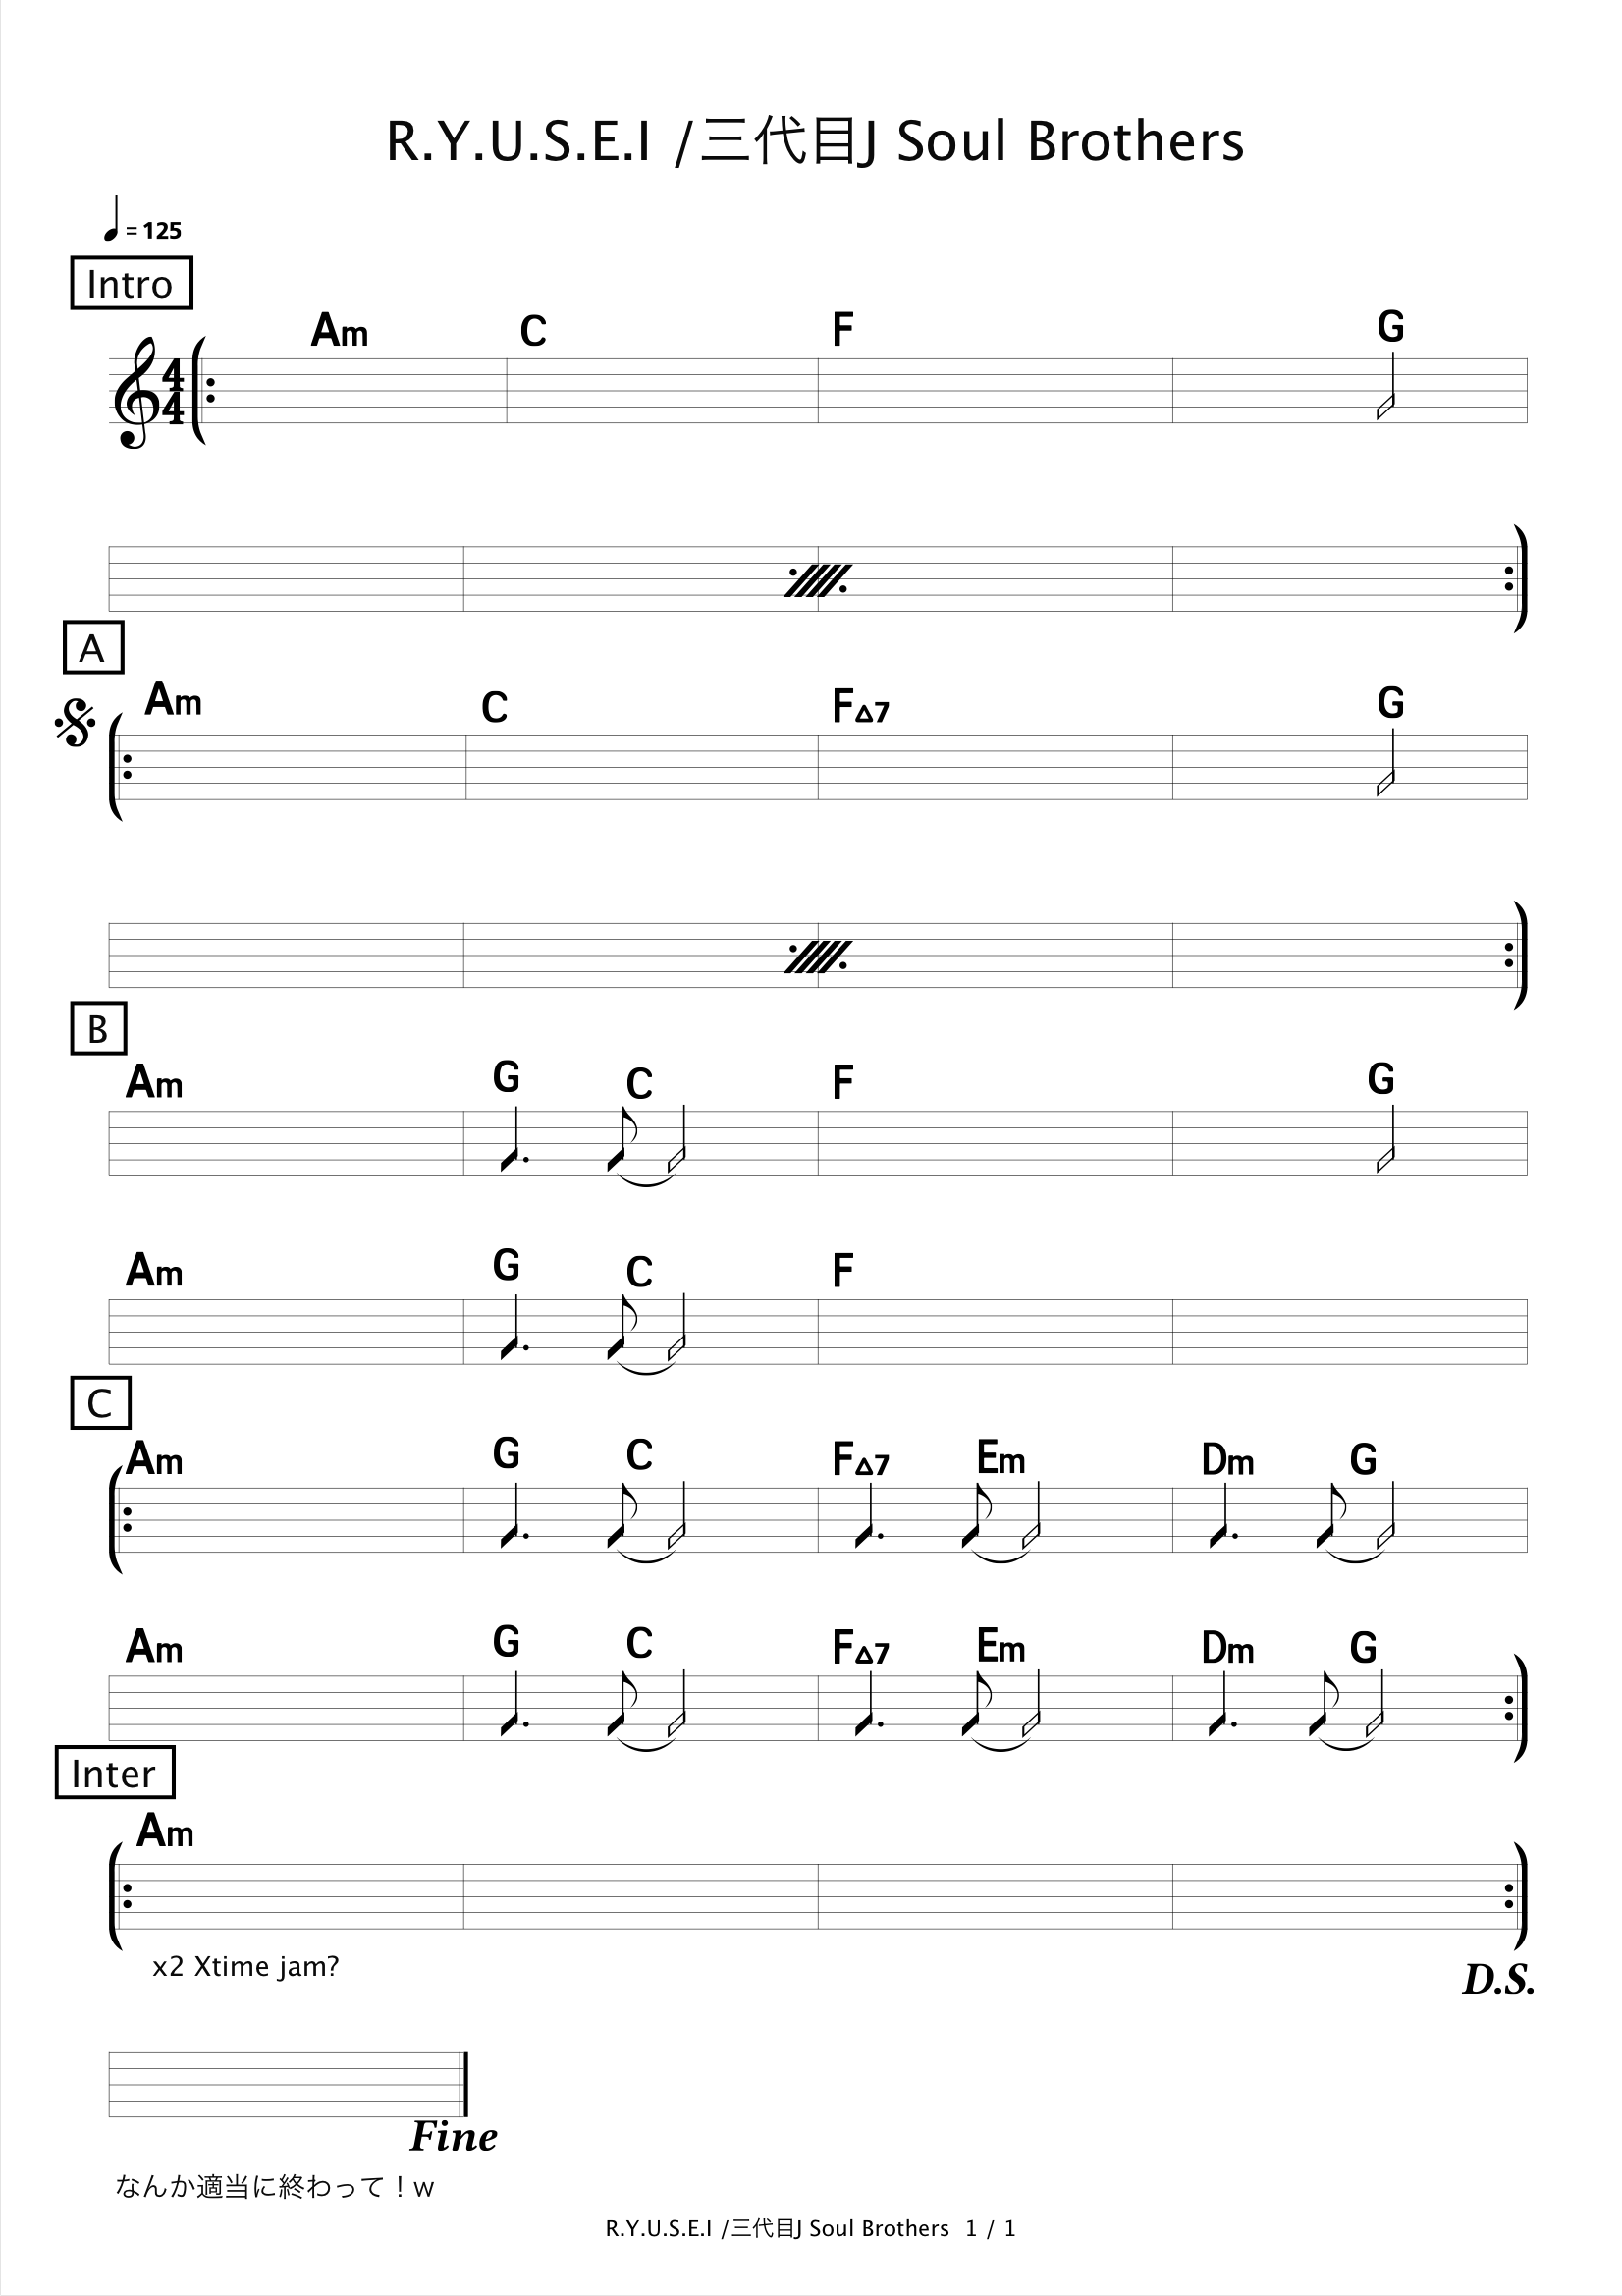 R.Y.U.S.E.I /三代目J Soul Brothers
= 125
Intro
4
4
Am C F G
A
Am C F△7 G
B
Am G C F G
Am G C F
C
Am G C F△7 Em Dm G
Am G C F△7 Em Dm G
Inter
Am
x2 Xtime jam?
D.S.
Fine
なんか適当に終わって！w
R.Y.U.S.E.I /三代目J Soul Brothers 1 / 1